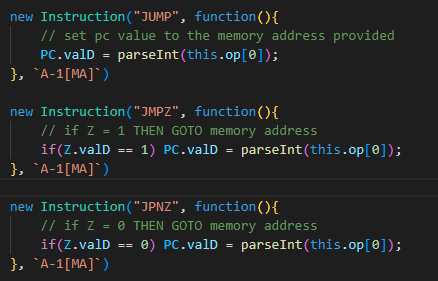 new Instruction("JUMP", function(){
    // set pc value to the memory address provided
    PC.valD = parseInt(this.op[0]);
}, `A-1[MA]`)
new Instruction("JMPZ", function(){
    // if Z = 1 THEN GOTO memory address
    if(Z.valD == 1) PC.valD = parseInt(this.op[0]);
}, `A-1[MA]`)
new Instruction("JPNZ", function(){
    // if Z = 0 THEN GOTO memory address
    if(Z.valD == 0) PC.valD = parseInt(this.op[0]);
}, `A-1[MA]`)